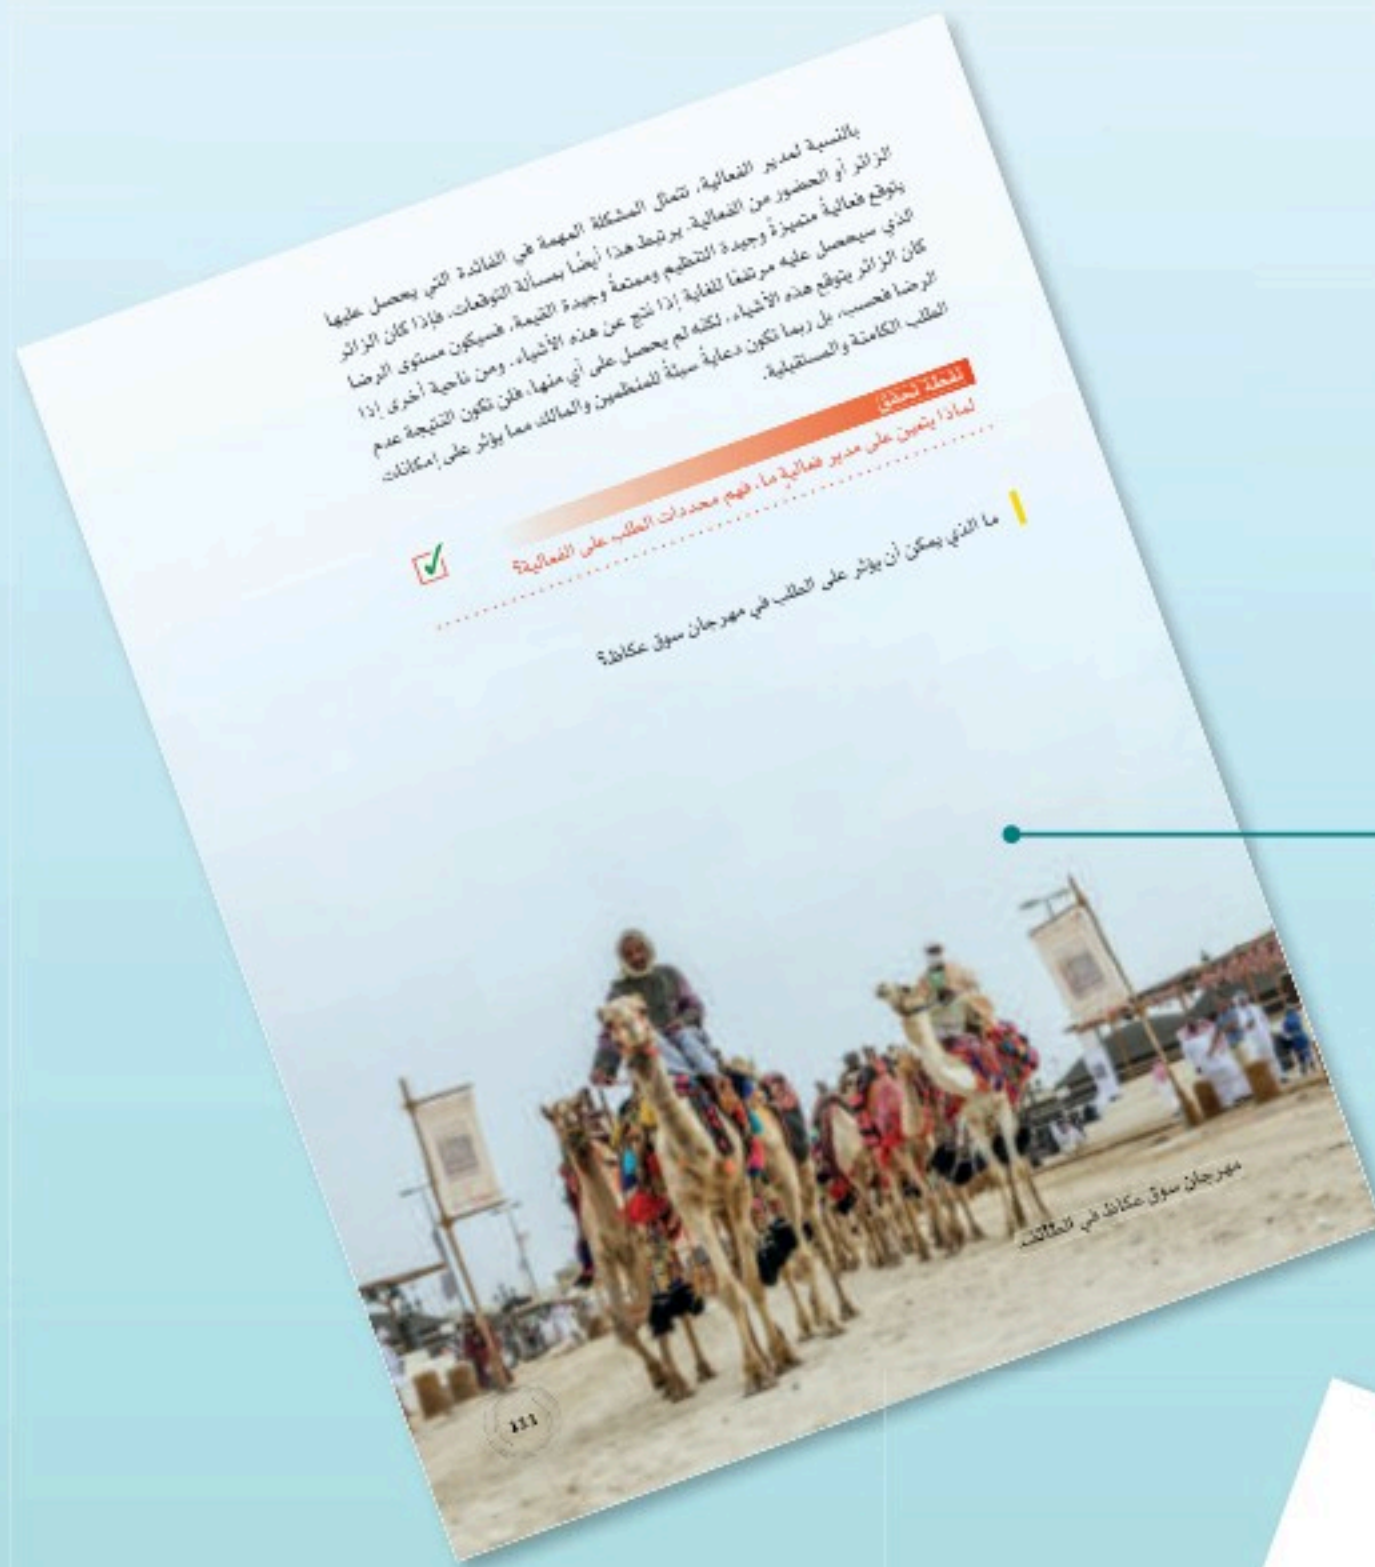 بالنسبة لمدير الفعالية، تتمثل المشكلة المهمة في الفائدة التي يحصل عليها
الزائر أو الحضور من الفعالية. يرتبط هذا أيضًا بمسألة التوقعات، فإذا كان الزائر
يتوقع فعاليةً متميزةً وجيدة التنظيم وممتعةً وجيدة القيمة، فسيكون مستوى الرضا
الذي سيحصل عليه مرتفعًا للغاية إذا نتج عن هذه الأشياء. ومن ناحية أخرى إذا
كان الزائر يتوقع هذه الأشياء، لكنه لم يحصل على أي منها، فلن تكون النتيجة عدم
الرضا فحسب، بل ربما تكون دعايةً سيئةً للمنظمين والمالك، مما يؤثر على إمكانات
الطلب الكامنة والمستقبلية.
نقطة تحقق
لماذا يتعين على مدير فعاليةٍ ما، فهم محددات الطلب على الفعالية؟
ما الذي يمكن أن يؤثر على الطلب في مهرجان سوق عكاظ؟
مهرجان سوق عكاظ في الطائف.